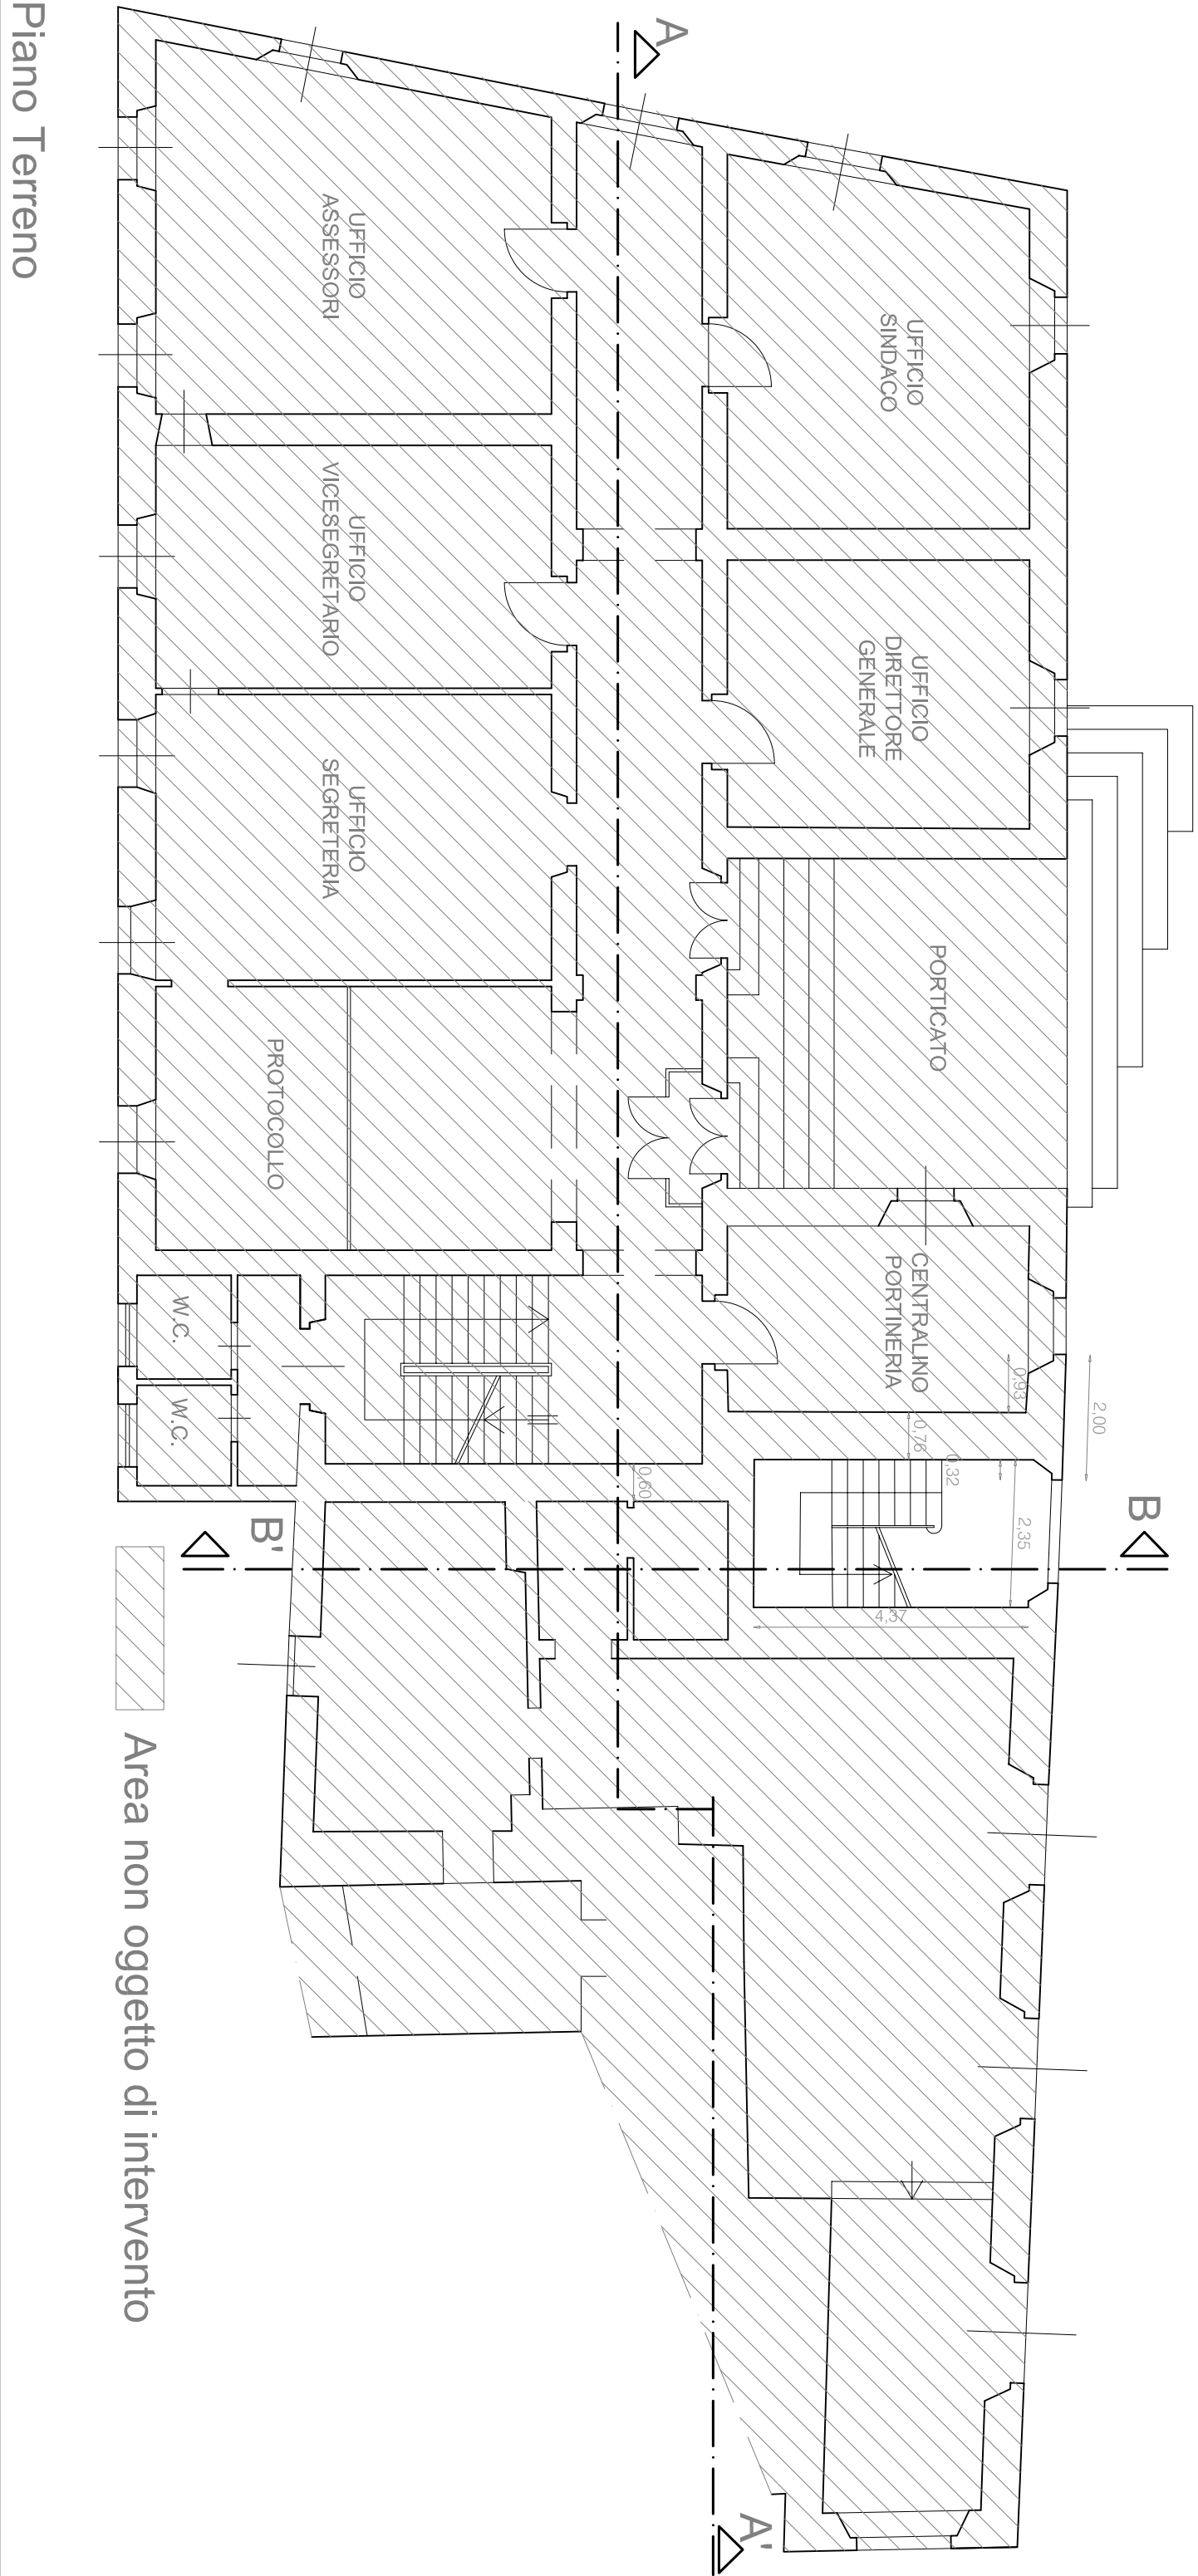 Piano Terreno
A
UFFICIO
ASSESSORI
UFFICIO
SINDACO
UFFICIO
VICESEGRETARIO
UFFICIO
DIRETTORE
GENERALE
UFFICIO
SEGRETERIA
PORTICATO
PROTOCOLLO
CENTRALINO
PORTINERIA
W.C.
W.C.
0,93
2,00
0,76
0,32
0,60
2,35
4,37
B
B'
Area non oggetto di intervento
A'